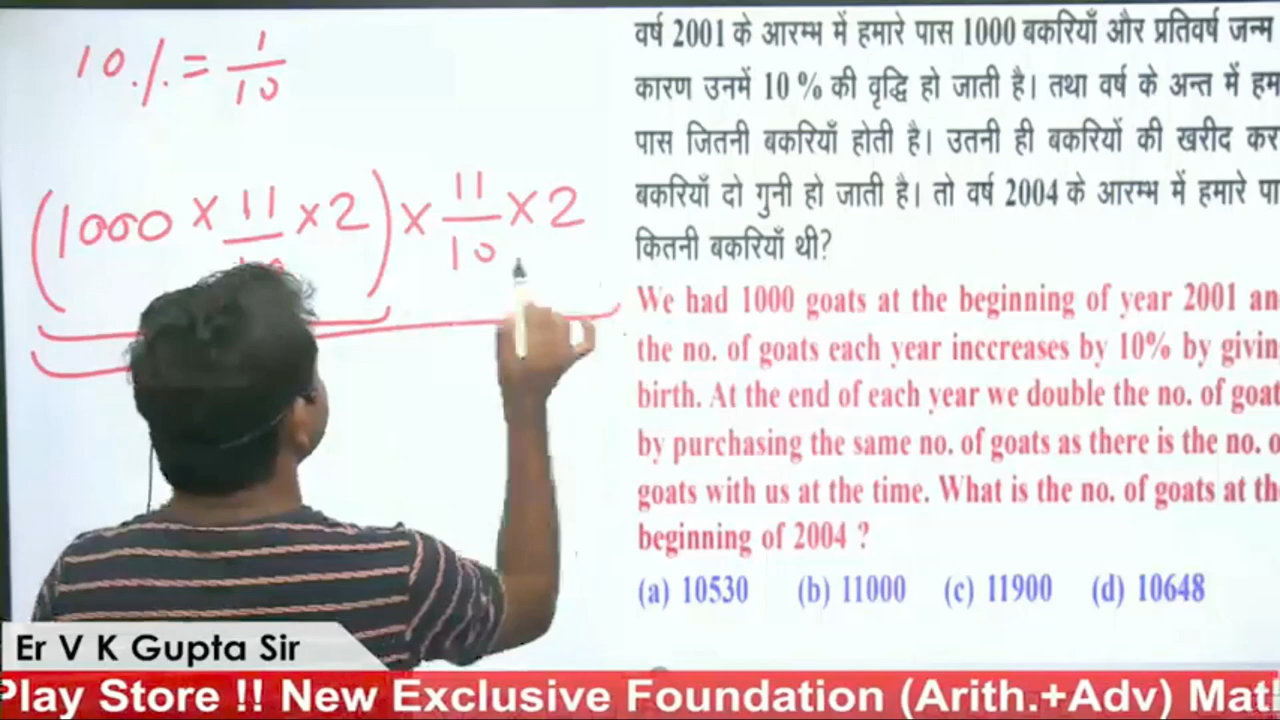 10.%. = 1/10
(1000 × 11/10 × 2) × 11/10 × 2
वर्ष 2001 के आरम्भ में हमारे पास 1000 बकरियाँ और प्रतिवर्ष जन्म
कारण उनमें 10 % की वृद्धि हो जाती है। तथा वर्ष के अन्त में हम
पास जितनी बकरियाँ होती है। उतनी ही बकरियों की खरीद कर
बकरियाँ दो गुनी हो जाती है। तो वर्ष 2004 के आरम्भ में हमारे पा
कितनी बकरियाँ थी?
We had 1000 goats at the beginning of year 2001 an
the no. of goats each year inccreases by 10% by givin
birth. At the end of each year we double the no. of goat
by purchasing the same no. of goats as there is the no. o
goats with us at the time. What is the no. of goats at th
beginning of 2004 ?
(a) 10530 (b) 11000 (c) 11900 (d) 10648
Er V K Gupta Sir
Play Store !! New Exclusive Foundation (Arith.+Adv) Mat